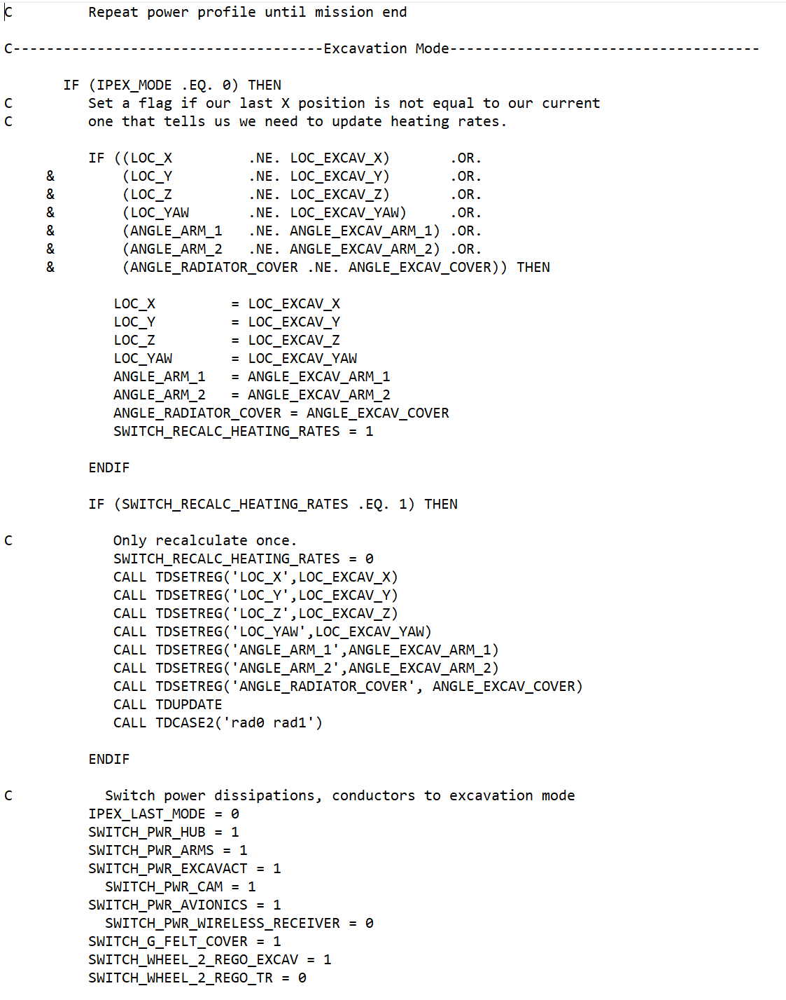 C         Repeat power profile until mission end
C-------------------------------------Excavation Mode-------------------------------------
       IF (IPEX_MODE .EQ. 0) THEN
C         Set a flag if our last X position is not equal to our current
C         one that tells us we need to update heating rates.
          IF ((LOC_X         .NE. LOC_EXCAV_X)       .OR.
     &        (LOC_Y         .NE. LOC_EXCAV_Y)       .OR.
     &        (LOC_Z         .NE. LOC_EXCAV_Z)       .OR.
     &        (LOC_YAW       .NE. LOC_EXCAV_YAW)     .OR.
     &        (ANGLE_ARM_1   .NE. ANGLE_EXCAV_ARM_1) .OR.
     &        (ANGLE_ARM_2   .NE. ANGLE_EXCAV_ARM_2) .OR.
     &        (ANGLE_RADIATOR_COVER .NE. ANGLE_EXCAV_COVER)) THEN
             LOC_X         = LOC_EXCAV_X
             LOC_Y         = LOC_EXCAV_Y
             LOC_Z         = LOC_EXCAV_Z
             LOC_YAW       = LOC_EXCAV_YAW
             ANGLE_ARM_1   = ANGLE_EXCAV_ARM_1
             ANGLE_ARM_2   = ANGLE_EXCAV_ARM_2
             ANGLE_RADIATOR_COVER = ANGLE_EXCAV_COVER
             SWITCH_RECALC_HEATING_RATES = 1
          ENDIF
          IF (SWITCH_RECALC_HEATING_RATES .EQ. 1) THEN
C            Only recalculate once.
             SWITCH_RECALC_HEATING_RATES = 0
             CALL TDSETREG('LOC_X',LOC_EXCAV_X)
             CALL TDSETREG('LOC_Y',LOC_EXCAV_Y)
             CALL TDSETREG('LOC_Z',LOC_EXCAV_Z)
             CALL TDSETREG('LOC_YAW',LOC_EXCAV_YAW)
             CALL TDSETREG('ANGLE_ARM_1',ANGLE_EXCAV_ARM_1)
             CALL TDSETREG('ANGLE_ARM_2',ANGLE_EXCAV_ARM_2)
             CALL TDSETREG('ANGLE_RADIATOR_COVER', ANGLE_EXCAV_COVER)
             CALL TDUPDATE
             CALL TDCASE2('rad0 rad1')
          ENDIF
C           Switch power dissipations, conductors to excavation mode
          IPEX_LAST_MODE = 0
          SWITCH_PWR_HUB = 1
          SWITCH_PWR_ARMS = 1
          SWITCH_PWR_EXCAVACT = 1
            SWITCH_PWR_CAM = 1
          SWITCH_PWR_AVIONICS = 1
            SWITCH_PWR_WIRELESS_RECEIVER = 0
          SWITCH_G_FELT_COVER = 1
          SWITCH_WHEEL_2_REGO_EXCAV = 1
          SWITCH_WHEEL_2_REGO_TR = 0